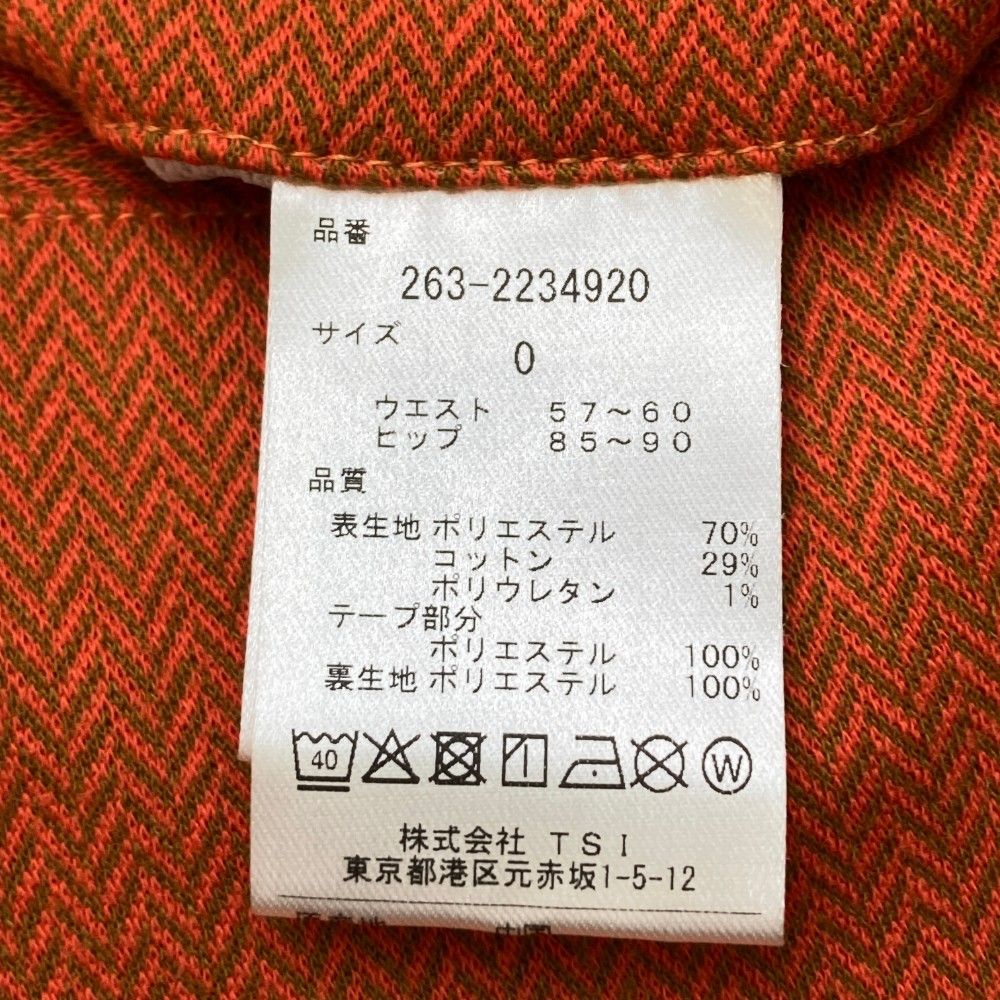 品番
263-2234920
サイズ
0
ウエスト 57〜60
ヒップ 85〜90
品質
表生地 ポリエステル 70%
コットン 29%
ポリウレタン 1%
テープ部分
ポリエステル 100%
裏生地 ポリエステル 100%
40
W
株式会社 TSI
東京都港区元赤坂1-5-12